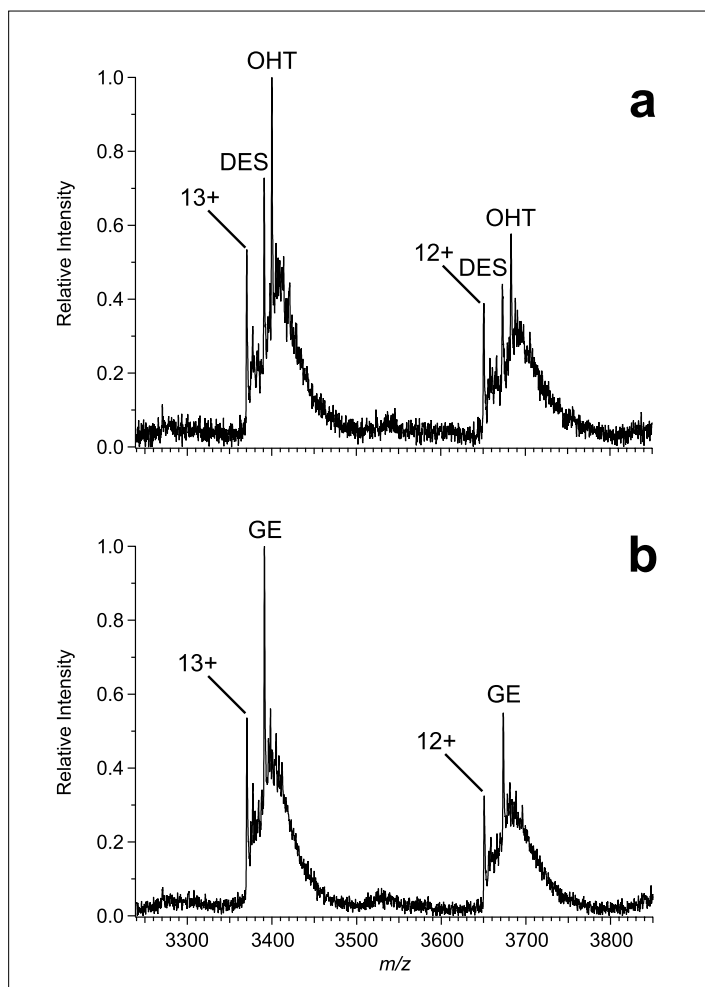 OHT
1.0
a
DES
0.8
13+
OHT
0.6
12+
DES
Relative Intensity
0.4
0.2
0.0
GE
1.0
b
0.8
13+
GE
0.6
12+
Relative Intensity
0.4
0.2
0.0
3300 3400 3500 3600 3700 3800
m/z